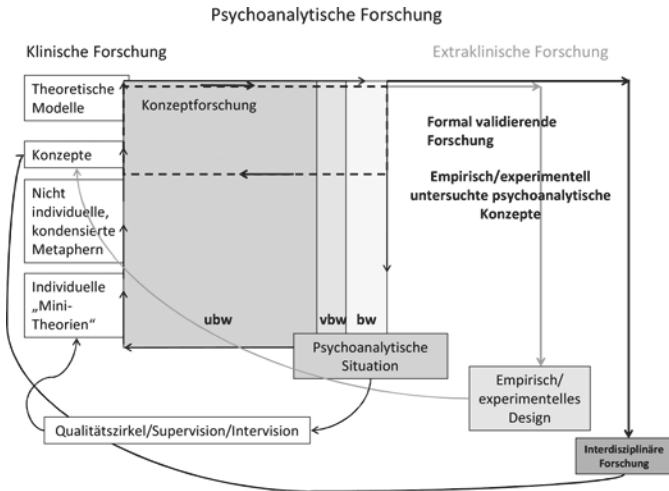 Psychoanalytische Forschung
Klinische Forschung
Extraklinische Forschung
Theoretische
Modelle
Konzeptforschung
Konzepte
Nicht
individuelle,
kondensierte
Metaphern
Individuelle
„Mini-
Theorien“
Formal validierende
Forschung
Empirisch/experimentell
untersuchte psychoanalytische
Konzepte
ubw
vbw
bw
Psychoanalytische
Situation
Empirisch/
experimentelles
Design
Qualitätszirkel/Supervision/Intervision
Interdisziplinäre
Forschung